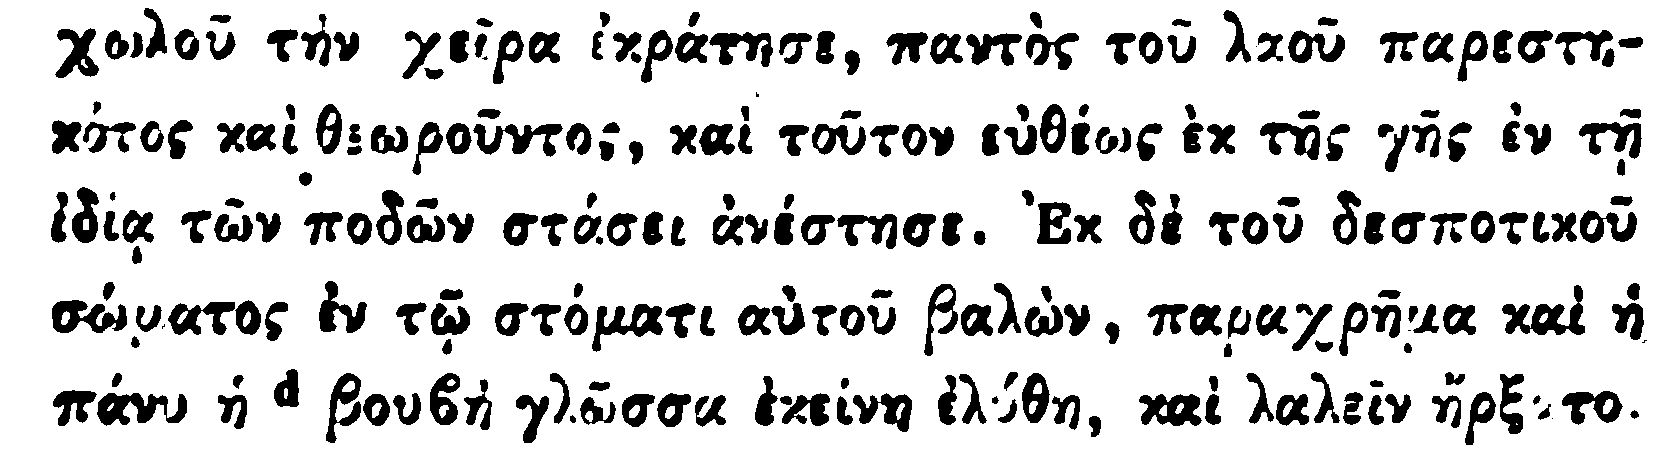 χωλοῦ τὴν χεῖρα ἐκράτησε, παντὸς τοῦ λαοῦ παρεστη-
κότος καὶ θεωροῦντος, καὶ τοῦτον εὐθέως ἐκ τῆς γῆς ἐν τῇ
ἰδίᾳ τῶν ποδῶν στάσει ἀνέστησε. Ἐκ δὲ τοῦ δεσποτικοῦ
σώματος ἐν τῷ στόματι αὐτοῦ βαλὼν, παραχρῆμα καὶ ἡ
πάνυ ἡ d βουβὴ γλῶσσα ἐκείνη ἐλύθη, καὶ λαλεῖν ἤρξατο.